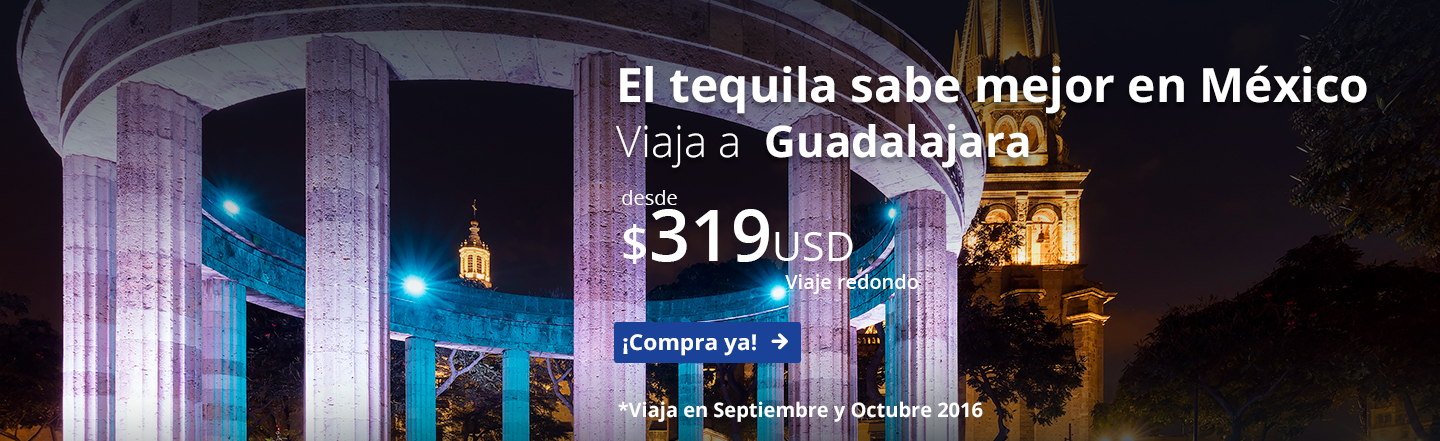 El tequila sabe mejor en México
Viaja a Guadalajara
desde
$319USD
Viaje redondo
¡Compra ya! →
*Viaja en Septiembre y Octubre 2016